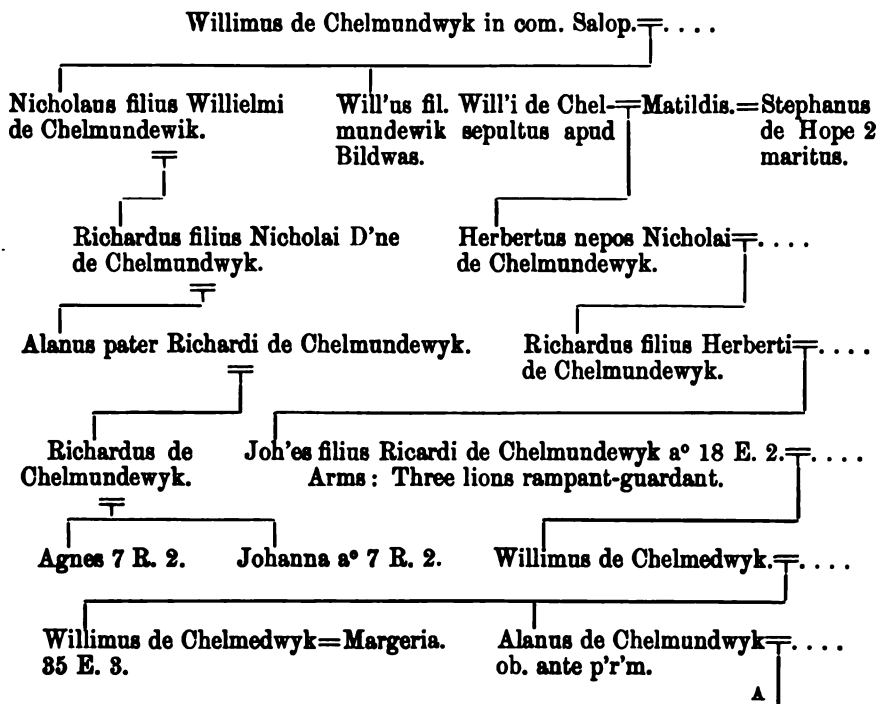 Willimus de Chelmundwyk in com. Salop.=. . . .
Nicholaus filius Willielmi
de Chelmundewik.
Will'us fil. Will'i de Chel-=Matildis.=Stephanus
mundewik sepultus apud de Hope 2
Bildwas. maritus.
Richardus filius Nicholai D'ne
de Chelmundwyk.
Herbertus nepos Nicholai=. . . .
de Chelmundewyk.
Alanus pater Richardi de Chelmundewyk.
Richardus filius Herberti=. . . .
de Chelmundewyk.
Richardus de
Chelmundewyk.
Joh'es filius Ricardi de Chelmundewyk aº 18 E. 2.=. . . .
Arms: Three lions rampant-guardant.
Agnes 7 R. 2.
Johanna aº 7 R. 2.
Willimus de Chelmedwyk.=. . . .
Willimus de Chelmedwyk=Margeria.
35 E. 3.
Alanus de Chelmundwyk=. . . .
ob. ante p'r'm.
A